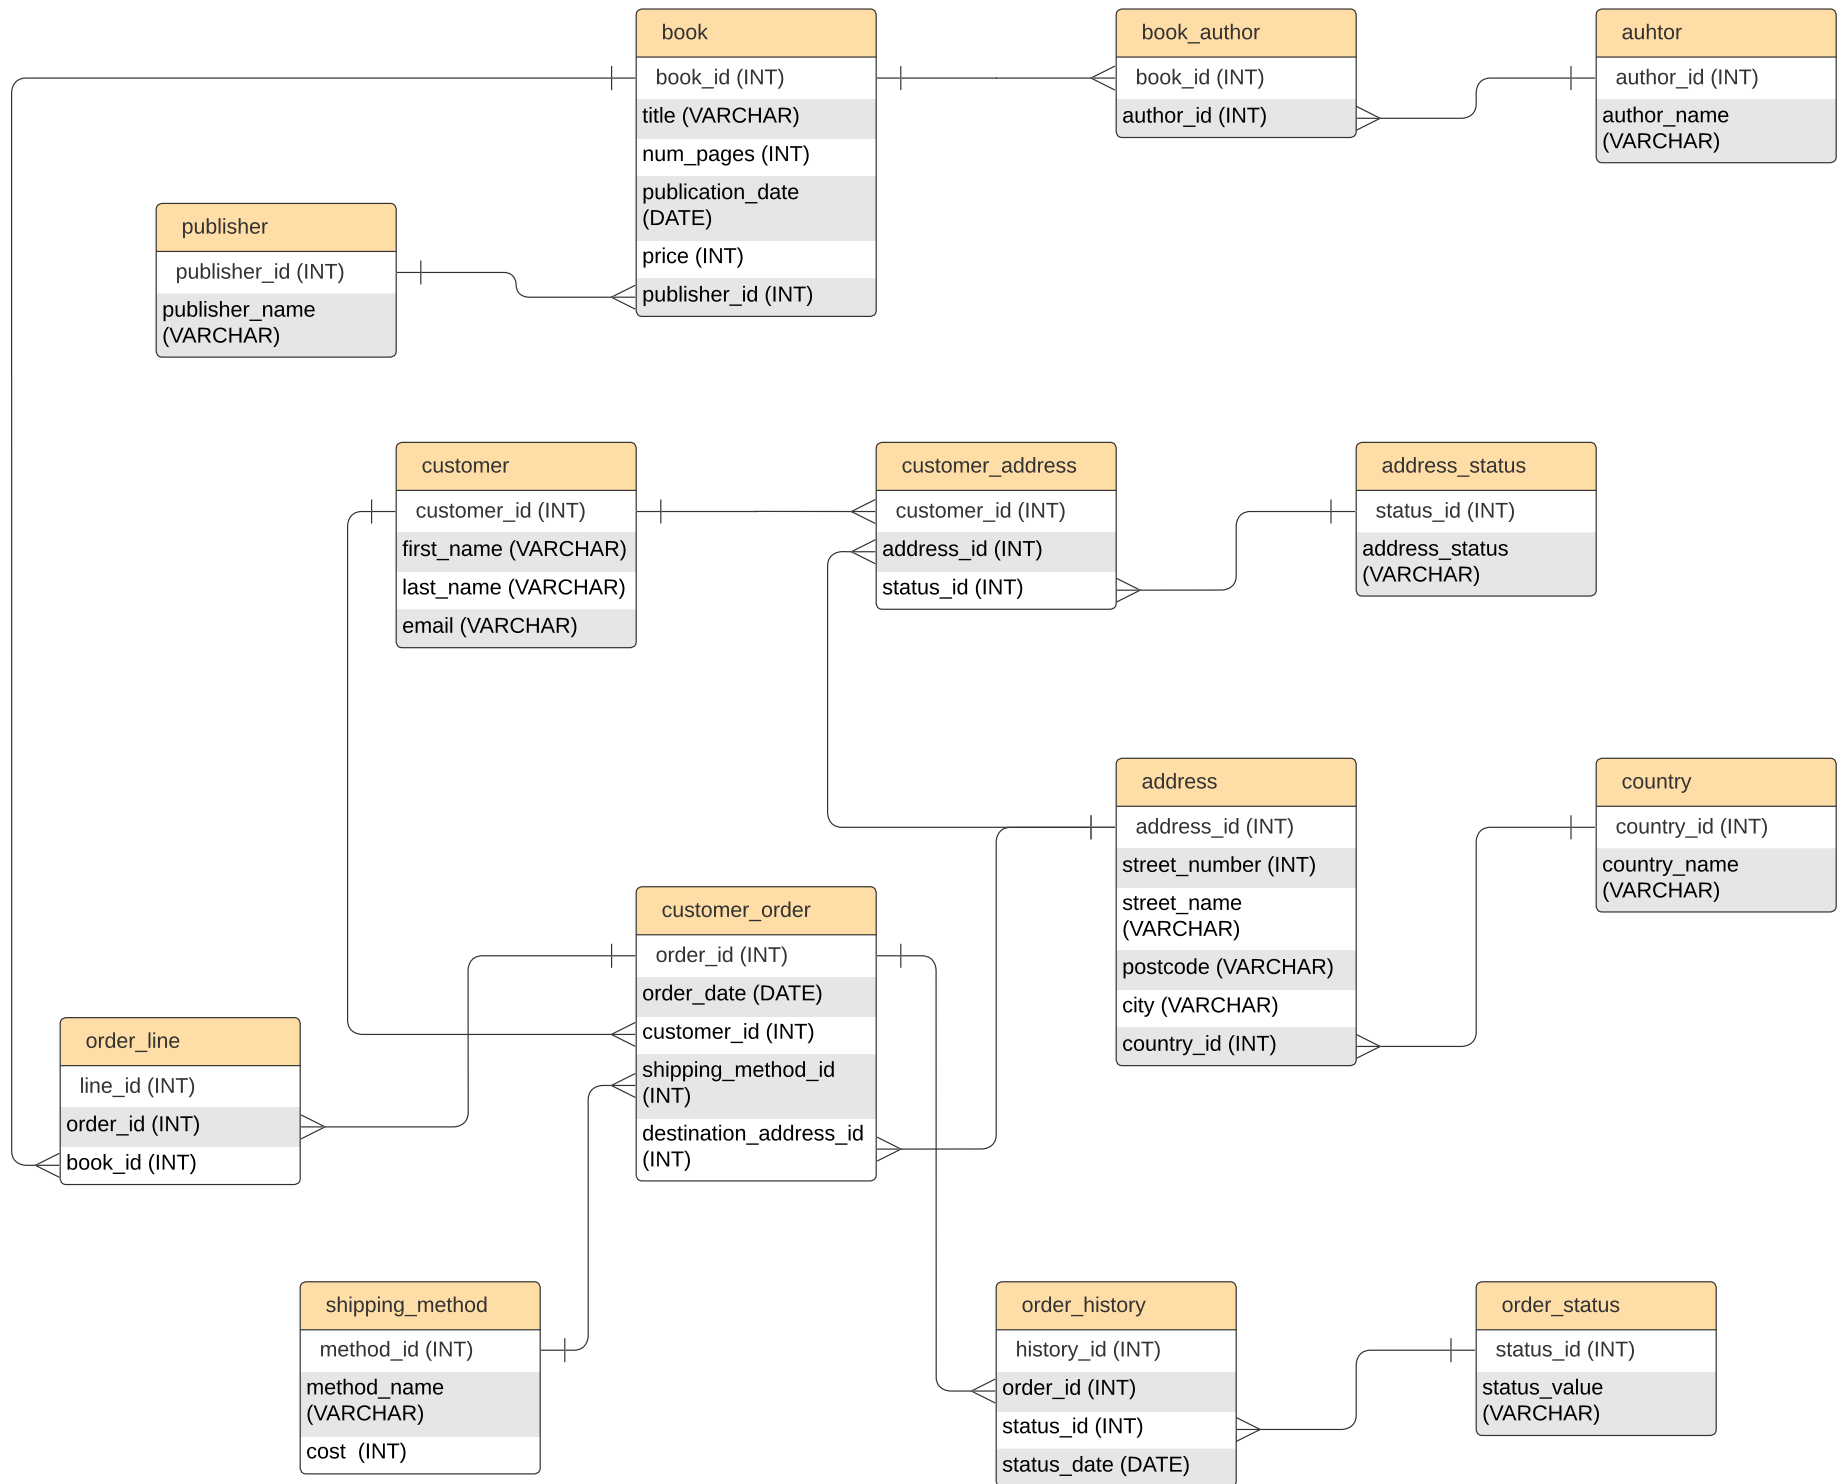 book
book_id (INT)
title (VARCHAR)
num_pages (INT)
publication_date
(DATE)
price (INT)
publisher_id (INT)
book_author
book_id (INT)
author_id (INT)
auhtor
author_id (INT)
author_name
(VARCHAR)
publisher
publisher_id (INT)
publisher_name
(VARCHAR)
customer
customer_id (INT)
first_name (VARCHAR)
last_name (VARCHAR)
email (VARCHAR)
customer_address
customer_id (INT)
address_id (INT)
status_id (INT)
address_status
status_id (INT)
address_status
(VARCHAR)
address
address_id (INT)
street_number (INT)
street_name
(VARCHAR)
postcode (VARCHAR)
city (VARCHAR)
country_id (INT)
country
country_id (INT)
country_name
(VARCHAR)
customer_order
order_id (INT)
order_date (DATE)
customer_id (INT)
shipping_method_id
(INT)
destination_address_id
(INT)
order_line
line_id (INT)
order_id (INT)
book_id (INT)
shipping_method
method_id (INT)
method_name
(VARCHAR)
cost  (INT)
order_history
history_id (INT)
order_id (INT)
status_id (INT)
status_date (DATE)
order_status
status_id (INT)
status_value
(VARCHAR)